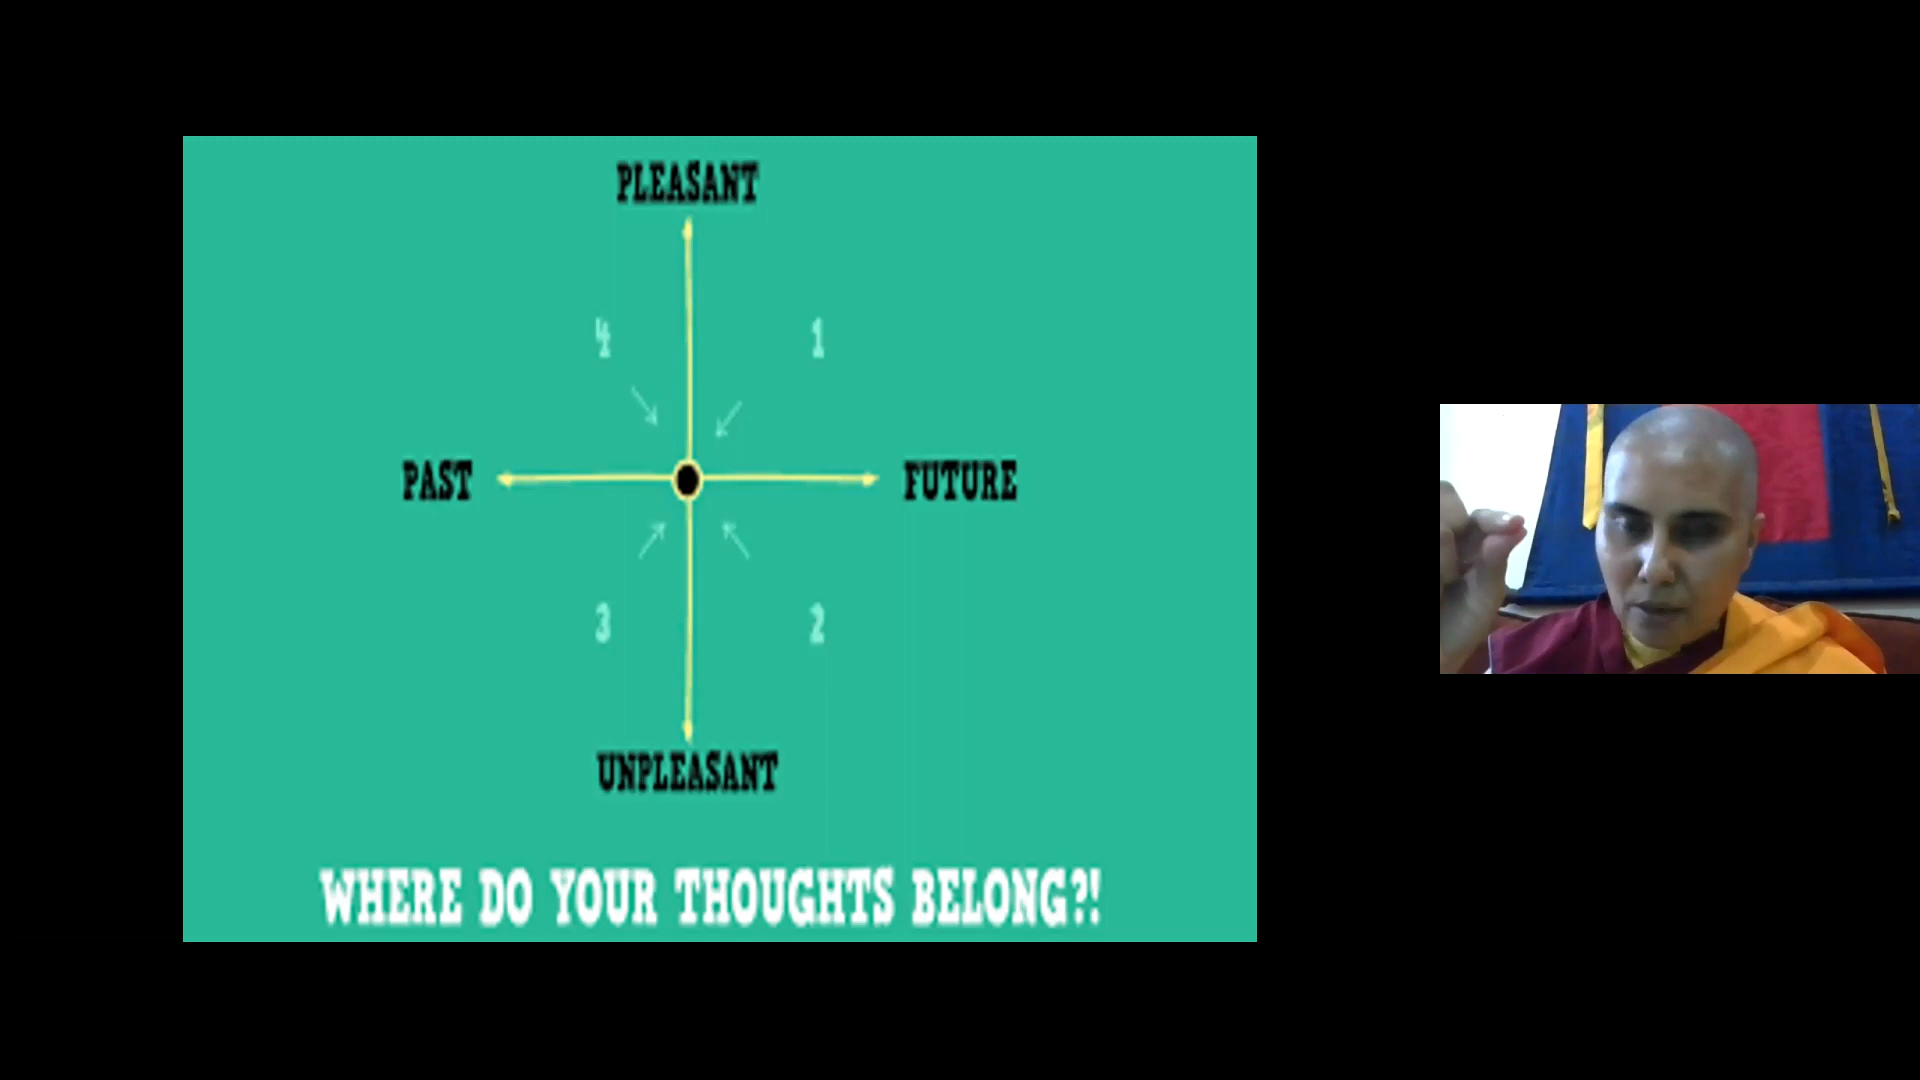 PLEASANT
4 1
PAST FUTURE
3 2
UNPLEASANT
WHERE DO YOUR THOUGHTS BELONG?!